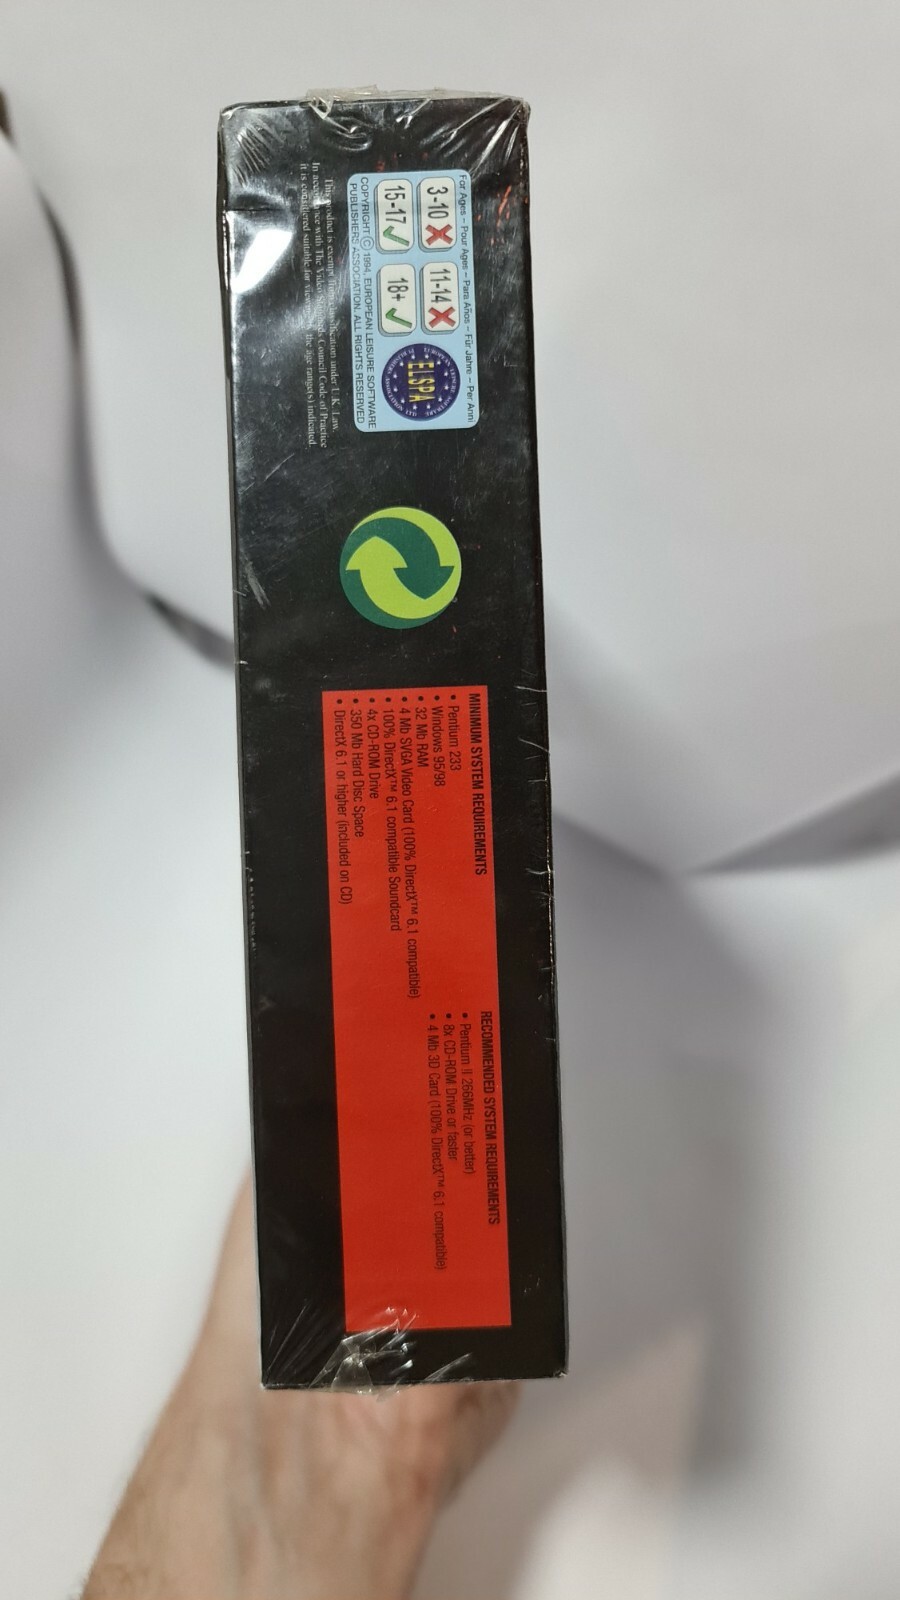 For Ages – Pour Ages – Para Años – Für Jahre – Per Anni
3-10 11-14
15-17 18+
ELSPA
COPYRIGHT © 1994, EUROPEAN LEISURE SOFTWARE
PUBLISHERS ASSOCIATION. ALL RIGHTS RESERVED
This product is exempt from classification under U.K. Law.
In accordance with The Video Standards Council Code of Practice
it is considered suitable for viewing by the age range(s) indicated.
MINIMUM SYSTEM REQUIREMENTS
• Pentium 233
• Windows 95/98
• 32 Mb RAM
• 4 Mb SVGA Video Card (100% DirectX™ 6.1 compatible)
• 100% DirectX™ 6.1 compatible Soundcard
• 4x CD-ROM Drive
• 350 Mb Hard Disc Space
• DirectX 6.1 or higher (included on CD)
RECOMMENDED SYSTEM REQUIREMENTS
• Pentium II 266MHz (or better)
• 8x CD-ROM Drive or faster
• 4 Mb 3D Card (100% DirectX™ 6.1 compatible)